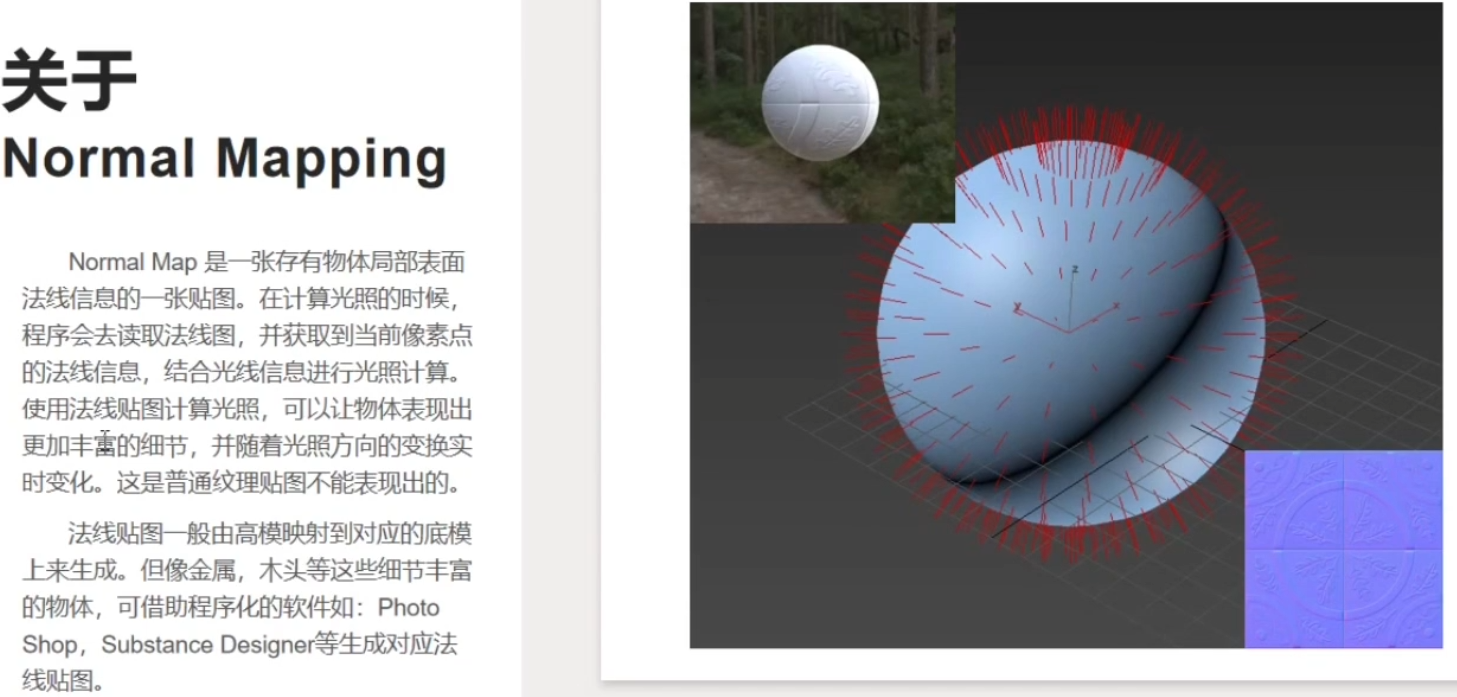 关于
Normal Mapping
Normal Map 是一张存有物体局部表面
法线信息的一张贴图。在计算光照的时候，
程序会去读取法线图，并获取到当前像素点
的法线信息，结合光线信息进行光照计算。
使用法线贴图计算光照，可以让物体表现出
更加丰富的细节，并随着光照方向的变换实
时变化。这是普通纹理贴图不能表现出的。
法线贴图一般由高模映射到对应的底模
上来生成。但像金属，木头等这些细节丰富
的物体，可借助程序化的软件如：Photo
Shop，Substance Designer等生成对应法
线贴图。
z
y
x